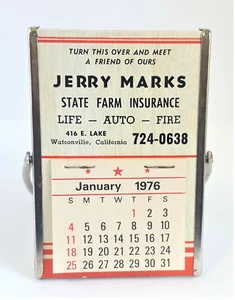 TURN THIS OVER AND MEET
A FRIEND OF OURS
JERRY MARKS
STATE FARM INSURANCE
LIFE — AUTO — FIRE
416 E. LAKE
Watsonville, California 724-0638
January 1976
S M T W T F S
1 2 3
4 5 6 7 8 9 10
11 12 13 14 15 16 17
18 19 20 21 22 23 24
25 26 27 28 29 30 31